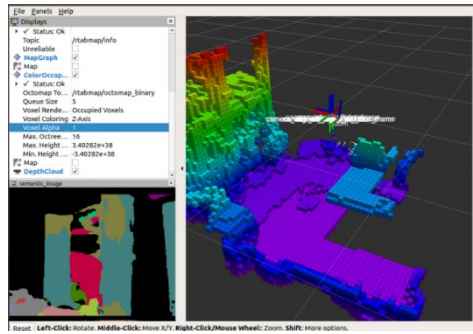 File Panels Help
Displays
✓ Status: Ok
Topic /rtabmap/info
Unreliable
MapGraph ✓
Map
ColorOccup... ✓
✓ Status: Ok
Octomap To... /rtabmap/octomap_binary
Queue Size 5
Voxel Rende... Occupied Voxels
Voxel Coloring Z-Axis
Voxel Alpha 1
Max. Octree... 16
Max. Height ... 3.40282e+38
Min. Height ... -3.40282e+38
Map
DepthCloud ✓
semantic_image
Reset Left-Click: Rotate. Middle-Click: Move X/Y. Right-Click/Mouse Wheel: Zoom. Shift: More options.